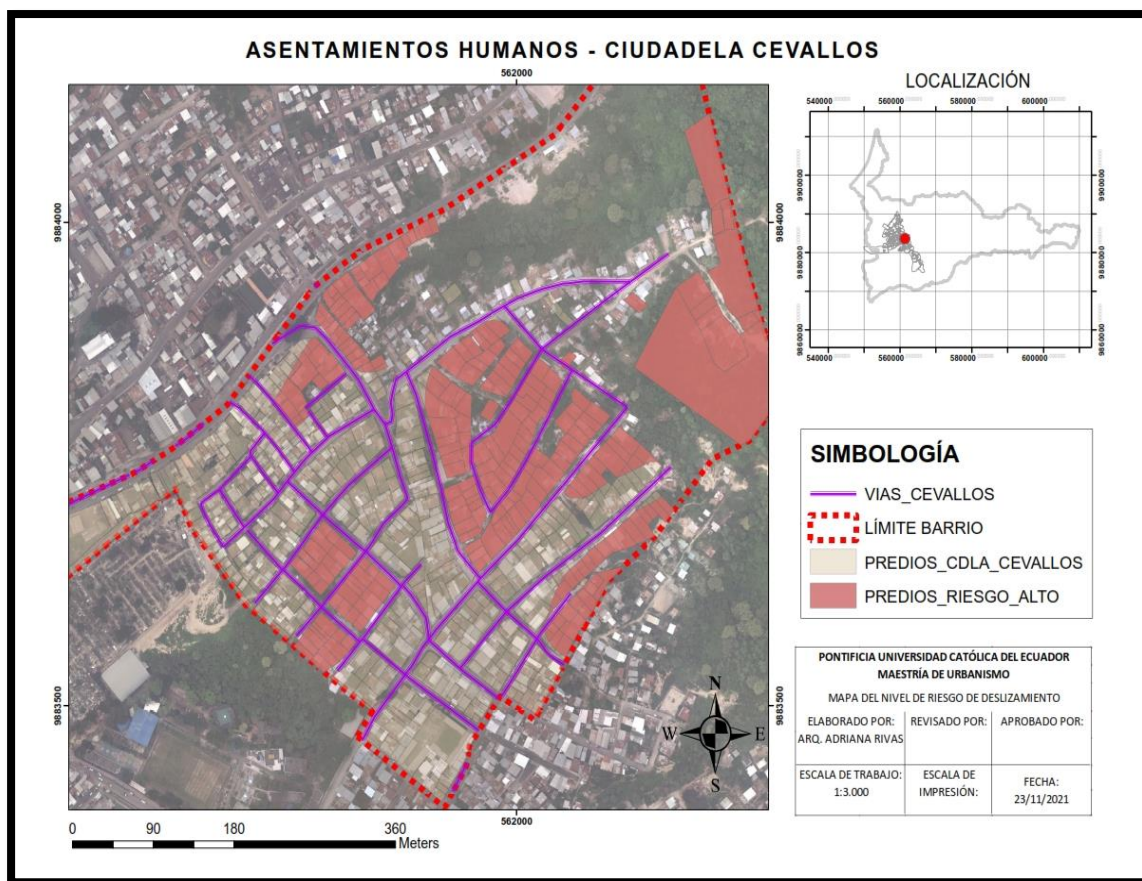 ASENTAMIENTOS HUMANOS - CIUDADELA CEVALLOS
562000
9884000
9883500
9884000
9883500
562000
N
W
E
S
0 90 180 360
Meters
LOCALIZACIÓN
540000 560000 580000 600000
9900000
9880000
9860000
9900000
9880000
9860000
540000 560000 580000 600000
SIMBOLOGÍA
VIAS_CEVALLOS
LÍMITE BARRIO
PREDIOS_CDLA_CEVALLOS
PREDIOS_RIESGO_ALTO
PONTIFICIA UNIVERSIDAD CATÓLICA DEL ECUADOR
MAESTRÍA DE URBANISMO
MAPA DEL NIVEL DE RIESGO DE DESLIZAMIENTO
ELABORADO POR:
ARQ. ADRIANA RIVAS
REVISADO POR:
APROBADO POR:
ESCALA DE TRABAJO:
1:3.000
ESCALA DE
IMPRESIÓN:
FECHA:
23/11/2021